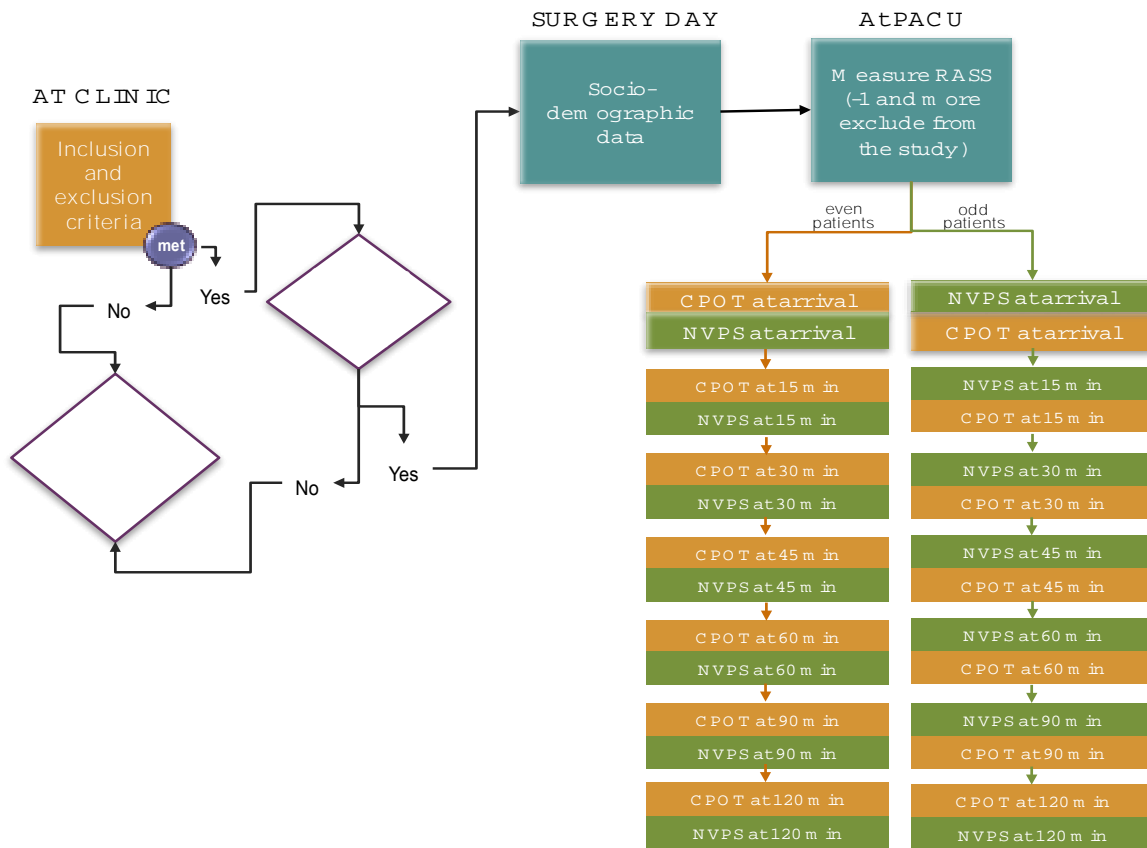 SURGERY DAY
At PACU
AT CLINIC
Inclusion
and
exclusion
criteria
met
Yes
No
Yes
No
Socio-
demographic
data
Measure RASS
(-1 and more
exclude from
the study)
even
patients
odd
patients
CPOT at arrival
NVPS at arrival
CPOT at 15 min
NVPS at 15 min
CPOT at 30 min
NVPS at 30 min
CPOT at 45 min
NVPS at 45 min
CPOT at 60 min
NVPS at 60 min
CPOT at 90 min
NVPS at 90 min
CPOT at 120 min
NVPS at 120 min
NVPS at arrival
CPOT at arrival
NVPS at 15 min
CPOT at 15 min
NVPS at 30 min
CPOT at 30 min
NVPS at 45 min
CPOT at 45 min
NVPS at 60 min
CPOT at 60 min
NVPS at 90 min
CPOT at 90 min
CPOT at 120 min
NVPS at 120 min